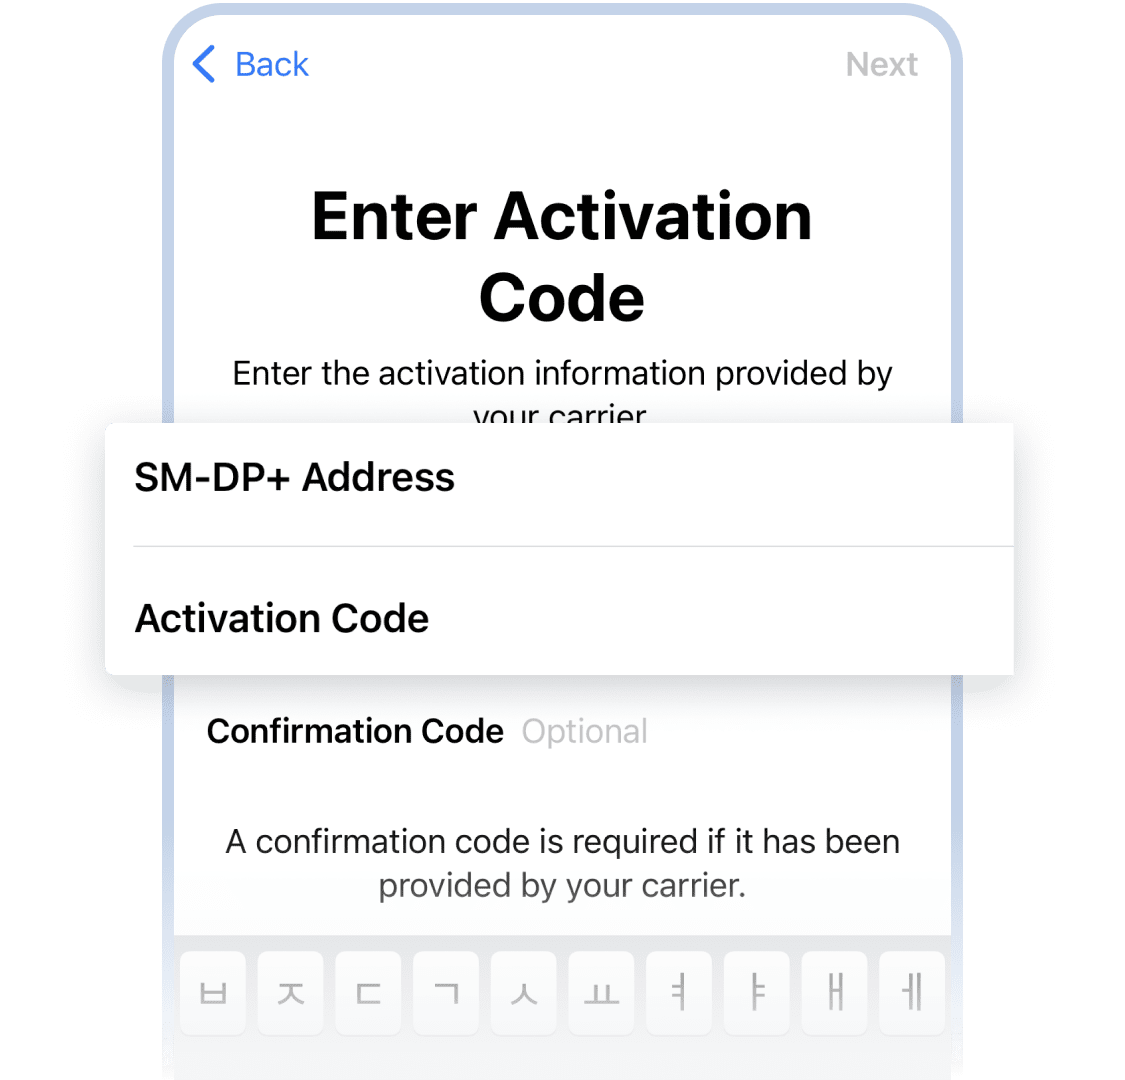 Back
Next
Enter Activation
Code
Enter the activation information provided by
your carrier
SM-DP+ Address
Activation Code
Confirmation Code Optional
A confirmation code is required if it has been
provided by your carrier.
ㅂ ㅈ ㄷ ㄱ ㅅ ㅛ ㅕ ㅑ ㅐ ㅔ